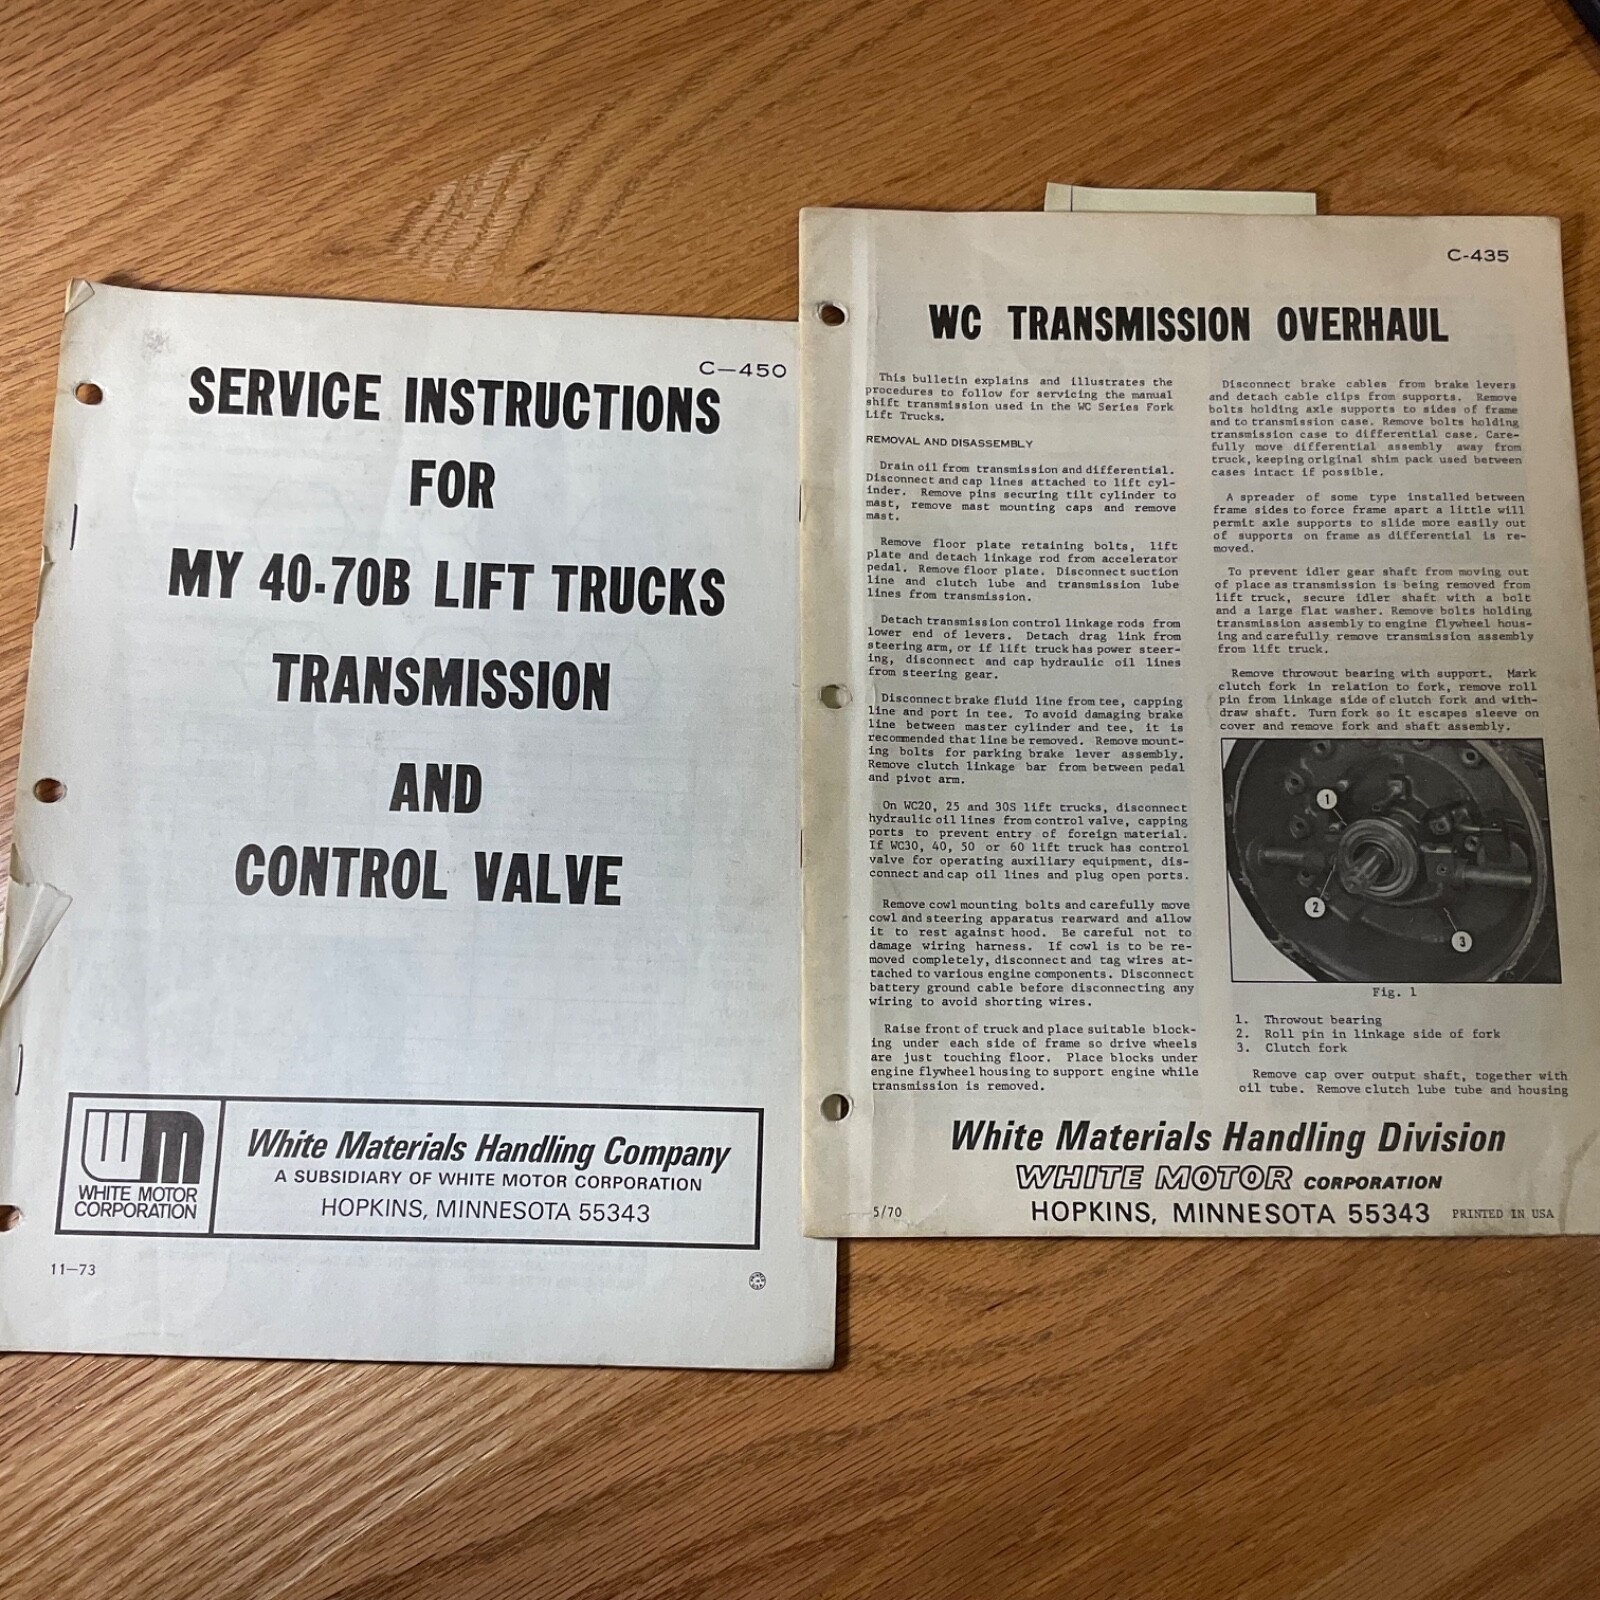 C—450
SERVICE INSTRUCTIONS
FOR
MY 40-70B LIFT TRUCKS
TRANSMISSION
AND
CONTROL VALVE
WM
WHITE MOTOR
CORPORATION
White Materials Handling Company
A SUBSIDIARY OF WHITE MOTOR CORPORATION
HOPKINS, MINNESOTA 55343
11—73
C-435
WC TRANSMISSION OVERHAUL
This bulletin explains and illustrates the
procedures to follow for servicing the manual
shift transmission used in the WC Series Fork
Lift Trucks.
REMOVAL AND DISASSEMBLY
Drain oil from transmission and differential.
Disconnect and cap lines attached to lift cyl-
inder. Remove pins securing tilt cylinder to
mast, remove mast mounting caps and remove
mast.
Remove floor plate retaining bolts, lift
plate and detach linkage rod from accelerator
pedal. Remove floor plate. Disconnect suction
line and clutch lube and transmission lube
lines from transmission.
Detach transmission control linkage rods from
lower end of levers. Detach drag link from
steering arm, or if lift truck has power steer-
ing, disconnect and cap hydraulic oil lines
from steering gear.
Disconnect brake fluid line from tee, capping
line and port in tee. To avoid damaging brake
line between master cylinder and tee, it is
recommended that line be removed. Remove mount-
ing bolts for parking brake lever assembly.
Remove clutch linkage bar from between pedal
and pivot arm.
On WC20, 25 and 30S lift trucks, disconnect
hydraulic oil lines from control valve, capping
ports to prevent entry of foreign material.
If WC30, 40, 50 or 60 lift truck has control
valve for operating auxiliary equipment, dis-
connect and cap oil lines and plug open ports.
Remove cowl mounting bolts and carefully move
cowl and steering apparatus rearward and allow
it to rest against hood. Be careful not to
damage wiring harness. If cowl is to be re-
moved completely, disconnect and tag wires at-
tached to various engine components. Disconnect
battery ground cable before disconnecting any
wiring to avoid shorting wires.
Raise front of truck and place suitable block-
ing under each side of frame so drive wheels
are just touching floor. Place blocks under
engine flywheel housing to support engine while
transmission is removed.
Disconnect brake cables from brake levers
and detach cable clips from supports. Remove
bolts holding axle supports to sides of frame
and to transmission case. Remove bolts holding
transmission case to differential case. Care-
fully move differential assembly away from
truck, keeping original shim pack used between
cases intact if possible.
A spreader of some type installed between
frame sides to force frame apart a little will
permit axle supports to slide more easily out
of supports on frame as differential is re-
moved.
To prevent idler gear shaft from moving out
of place as transmission is being removed from
lift truck, secure idler shaft with a bolt
and a large flat washer. Remove bolts holding
transmission assembly to engine flywheel hous-
ing and carefully remove transmission assembly
from lift truck.
Remove throwout bearing with support. Mark
clutch fork in relation to fork, remove roll
pin from linkage side of clutch fork and with-
draw shaft. Turn fork so it escapes sleeve on
cover and remove fork and shaft assembly.
1
2
3
Fig. 1
1. Throwout bearing
2. Roll pin in linkage side of fork
3. Clutch fork
Remove cap over output shaft, together with
oil tube. Remove clutch lube tube and housing
White Materials Handling Division
WHITE MOTOR CORPORATION
5/70 HOPKINS, MINNESOTA 55343 PRINTED IN USA